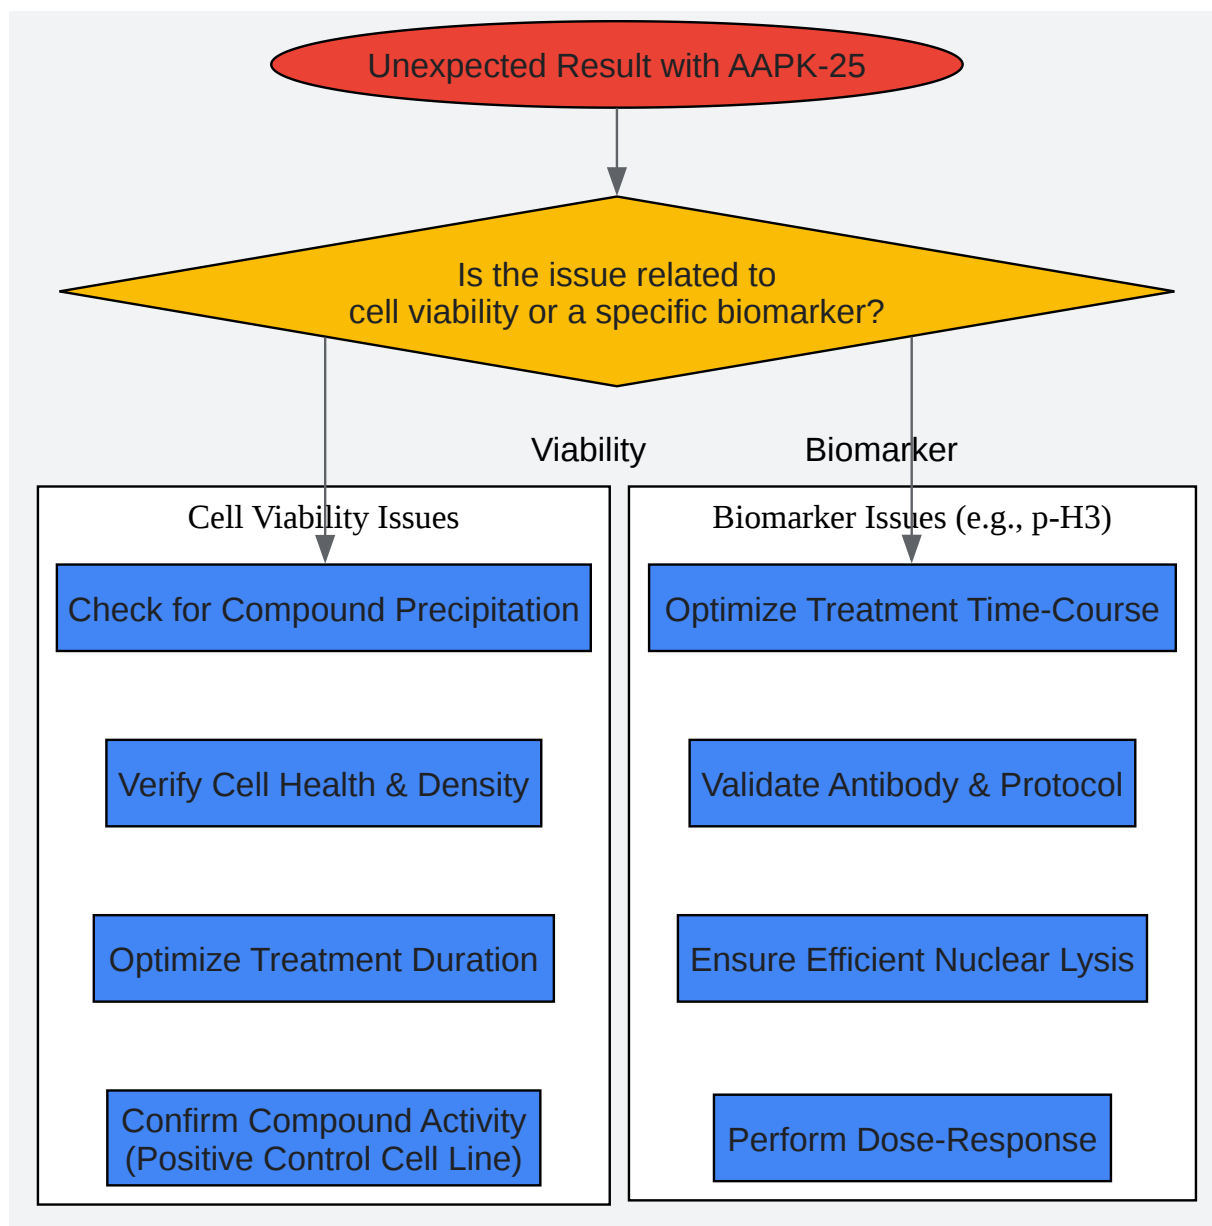 Unexpected Result with AAPK-25
Is the issue related to
cell viability or a specific biomarker?
Viability
Biomarker
Cell Viability Issues
Check for Compound Precipitation
Verify Cell Health & Density
Optimize Treatment Duration
Confirm Compound Activity
(Positive Control Cell Line)
Biomarker Issues (e.g., p-H3)
Optimize Treatment Time-Course
Validate Antibody & Protocol
Ensure Efficient Nuclear Lysis
Perform Dose-Response